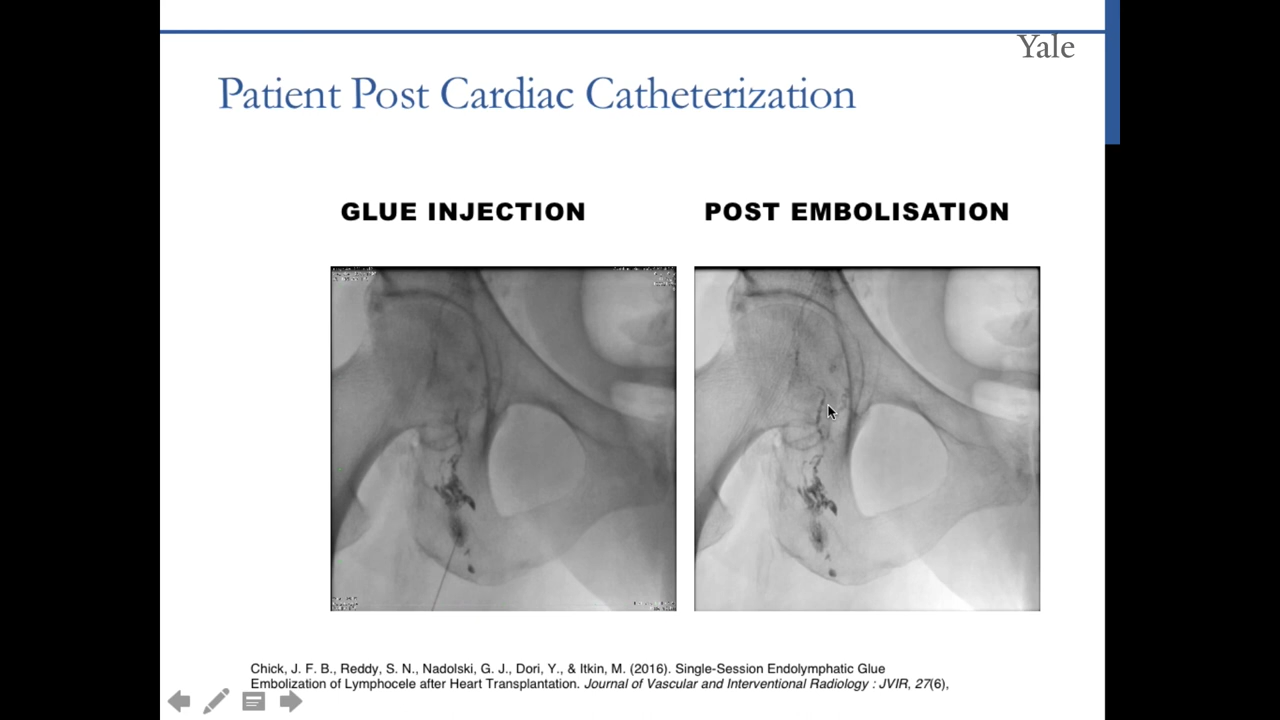 Yale
Patient Post Cardiac Catheterization
GLUE INJECTION
POST EMBOLISATION
Chick, J. F. B., Reddy, S. N., Nadolski, G. J., Dori, Y., & Itkin, M. (2016). Single-Session Endolymphatic Glue
Embolization of Lymphocele after Heart Transplantation. Journal of Vascular and Interventional Radiology : JVIR, 27(6),